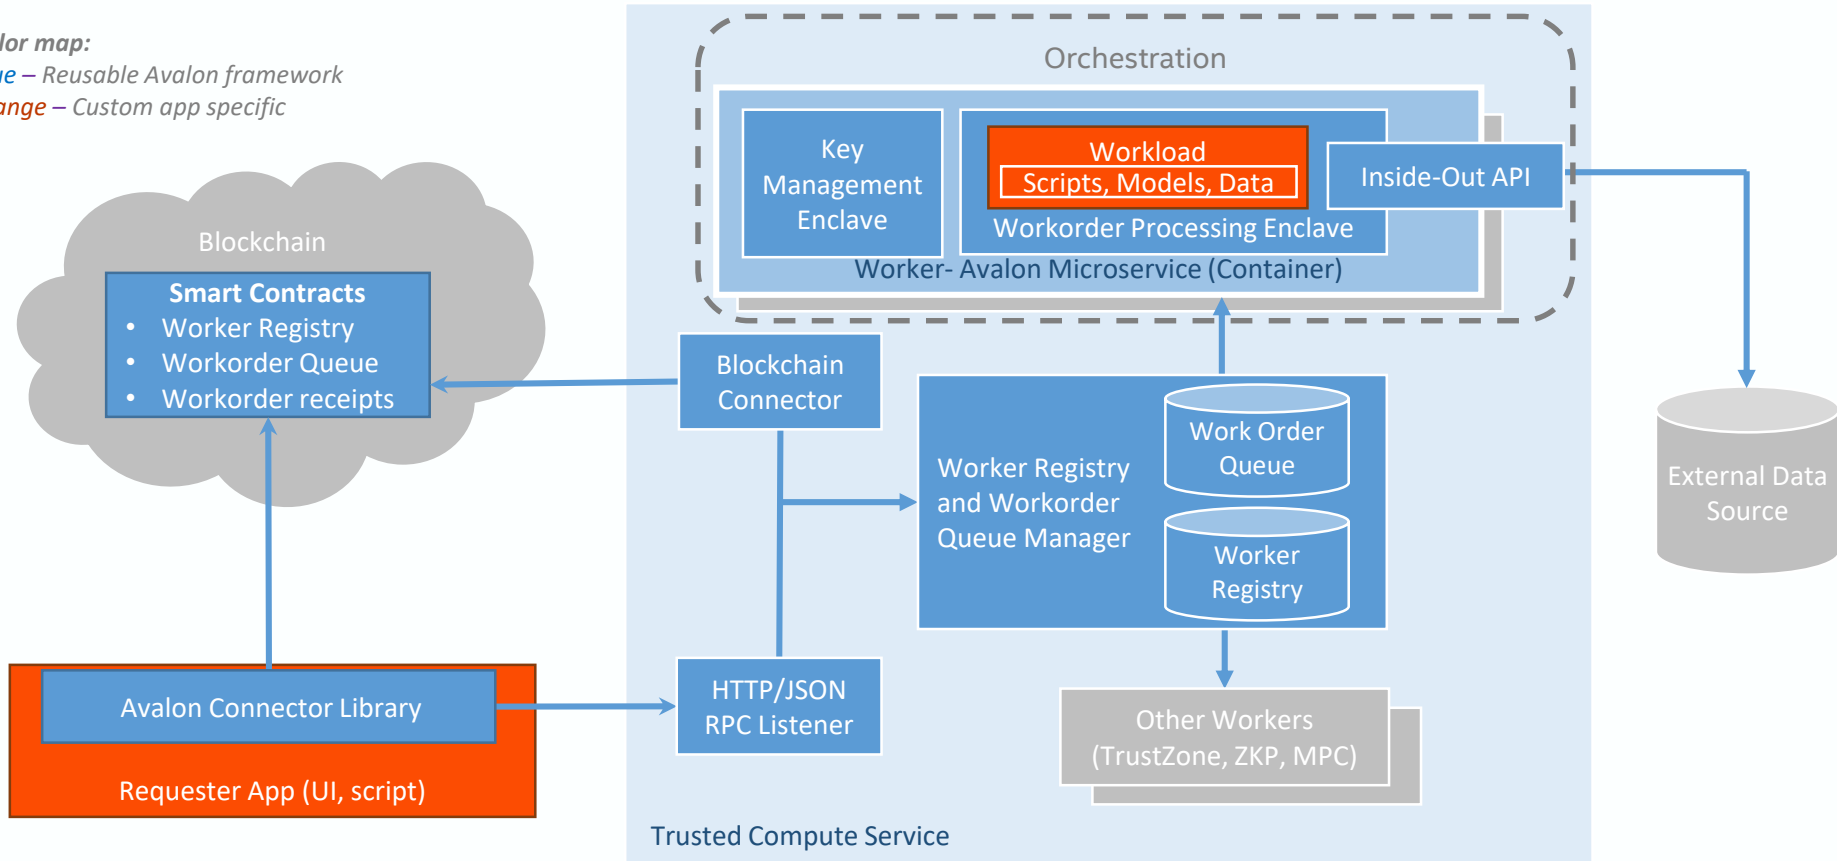 lor map:
ue – Reusable Avalon framework
ange – Custom app specific
Orchestration
Key
Management
Enclave
Workload
Scripts, Models, Data
Workorder Processing Enclave
Inside-Out API
Worker- Avalon Microservice (Container)
Blockchain
Smart Contracts
• Worker Registry
• Workorder Queue
• Workorder receipts
Blockchain
Connector
Worker Registry
and Workorder
Queue Manager
Work Order
Queue
Worker
Registry
External Data
Source
Avalon Connector Library
Requester App (UI, script)
HTTP/JSON
RPC Listener
Other Workers
(TrustZone, ZKP, MPC)
Trusted Compute Service